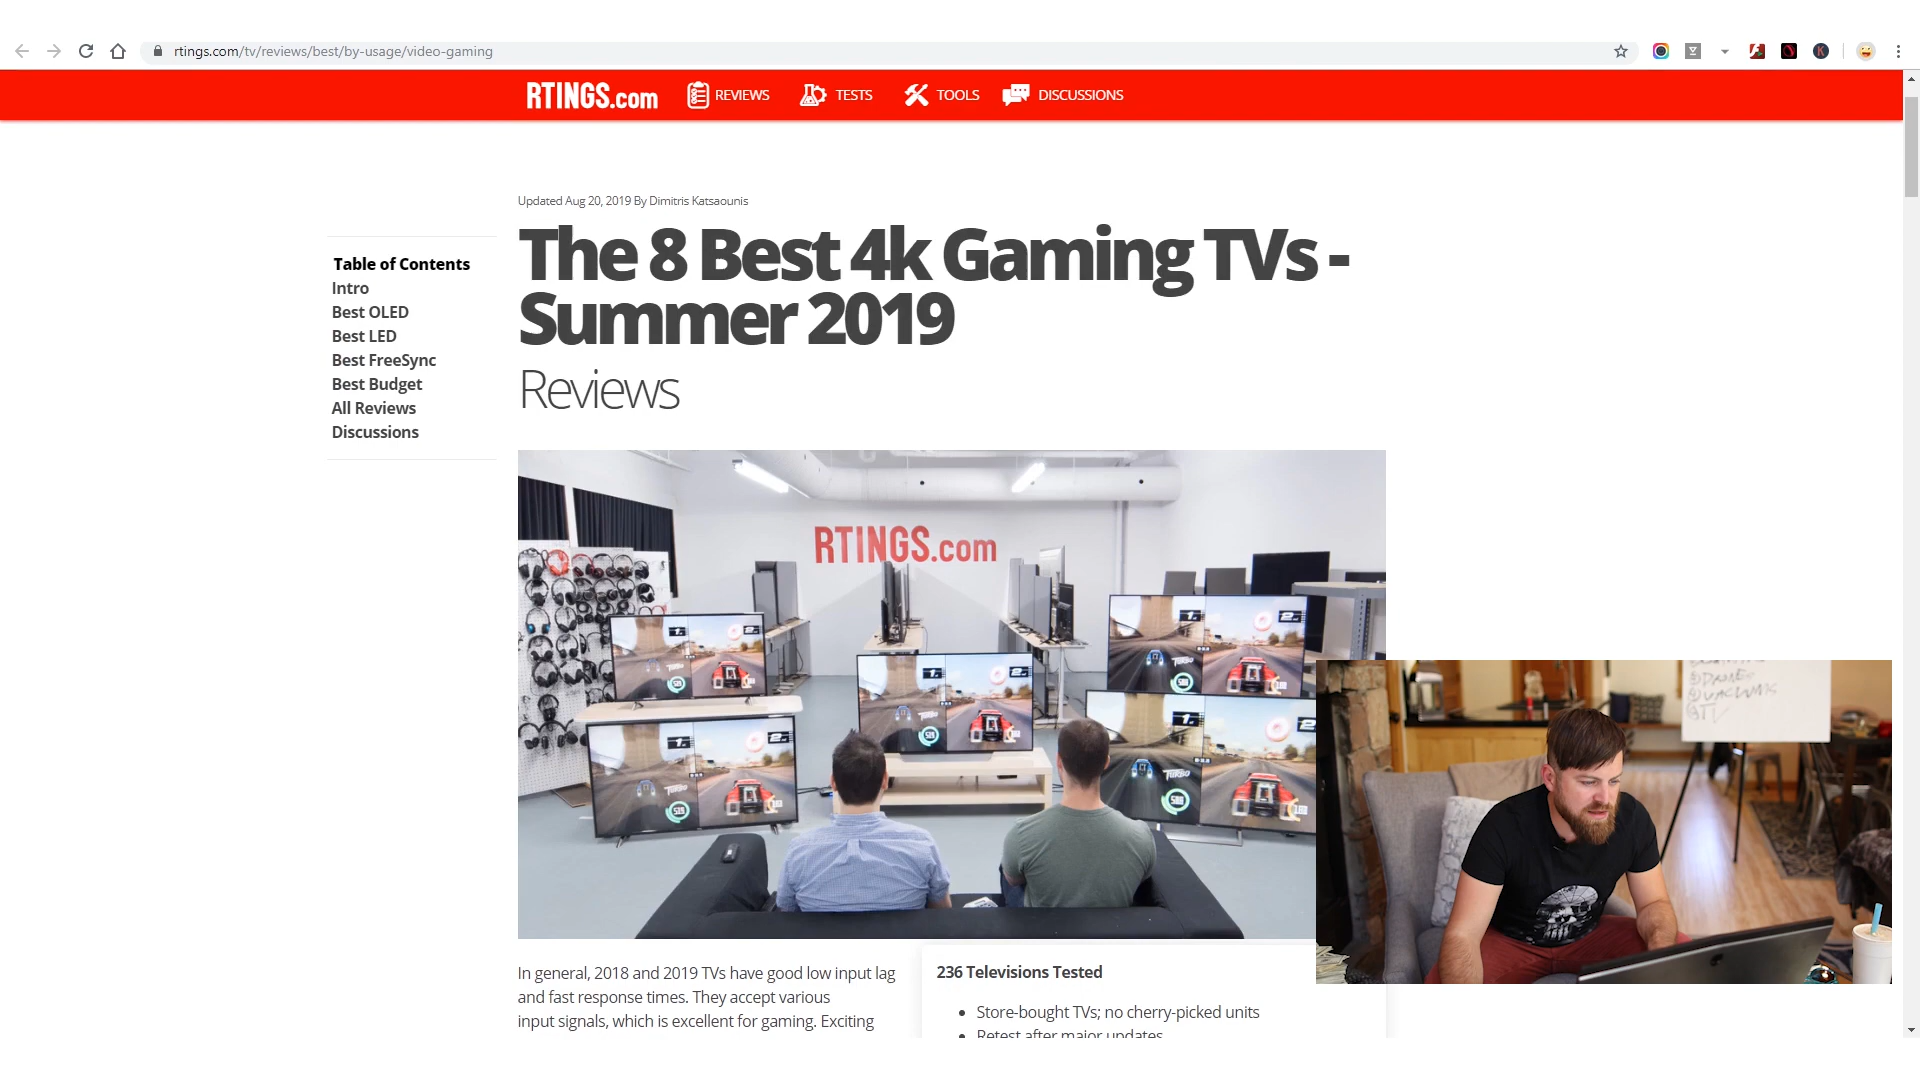 rtings.com/tv/reviews/best/by-usage/video-gaming
RTINGS.com
REVIEWS
TESTS
TOOLS
DISCUSSIONS
Updated Aug 20, 2019 By Dimitris Katsaounis
The 8 Best 4k Gaming TVs -
Summer 2019
Reviews
Table of Contents
Intro
Best OLED
Best LED
Best FreeSync
Best Budget
All Reviews
Discussions
RTINGS.com
In general, 2018 and 2019 TVs have good low input lag
and fast response times. They accept various
input signals, which is excellent for gaming. Exciting
236 Televisions Tested
Store-bought TVs; no cherry-picked units
Retest after major updates